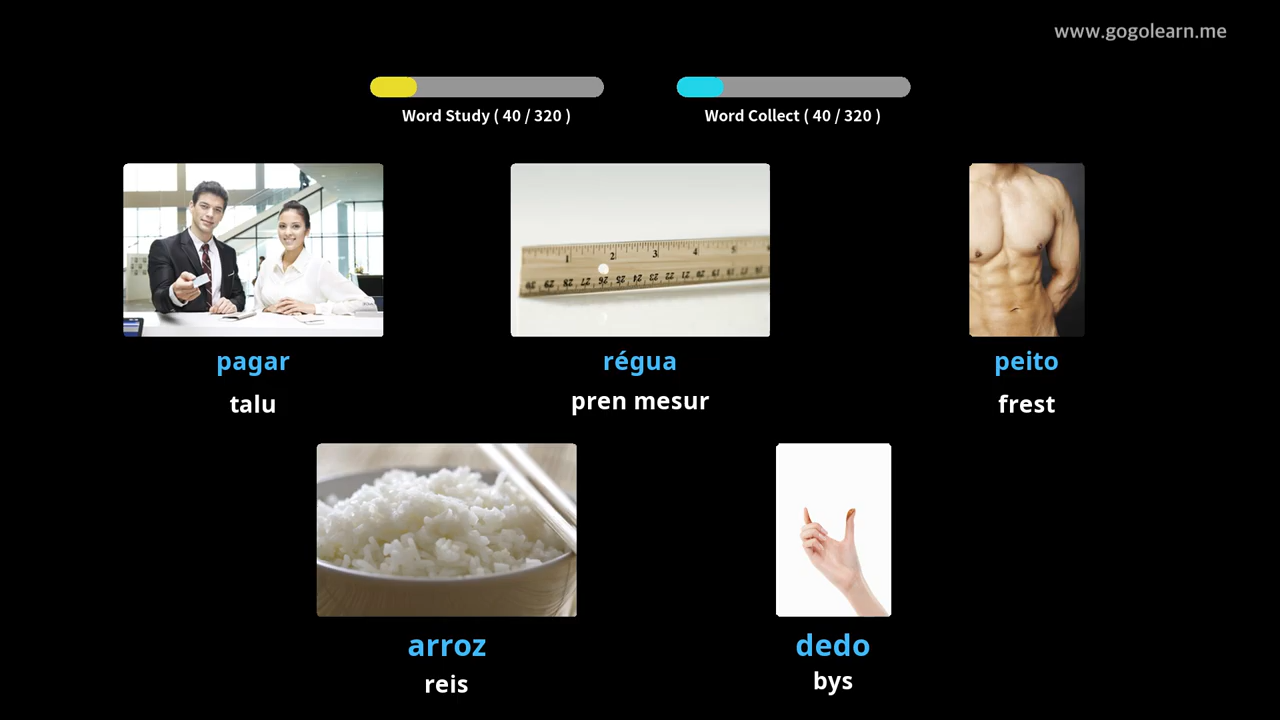 www.gogolearn.me
Word Study ( 40 / 320 )
Word Collect ( 40 / 320 )
pagar
talu
régua
pren mesur
peito
frest
arroz
reis
dedo
bys